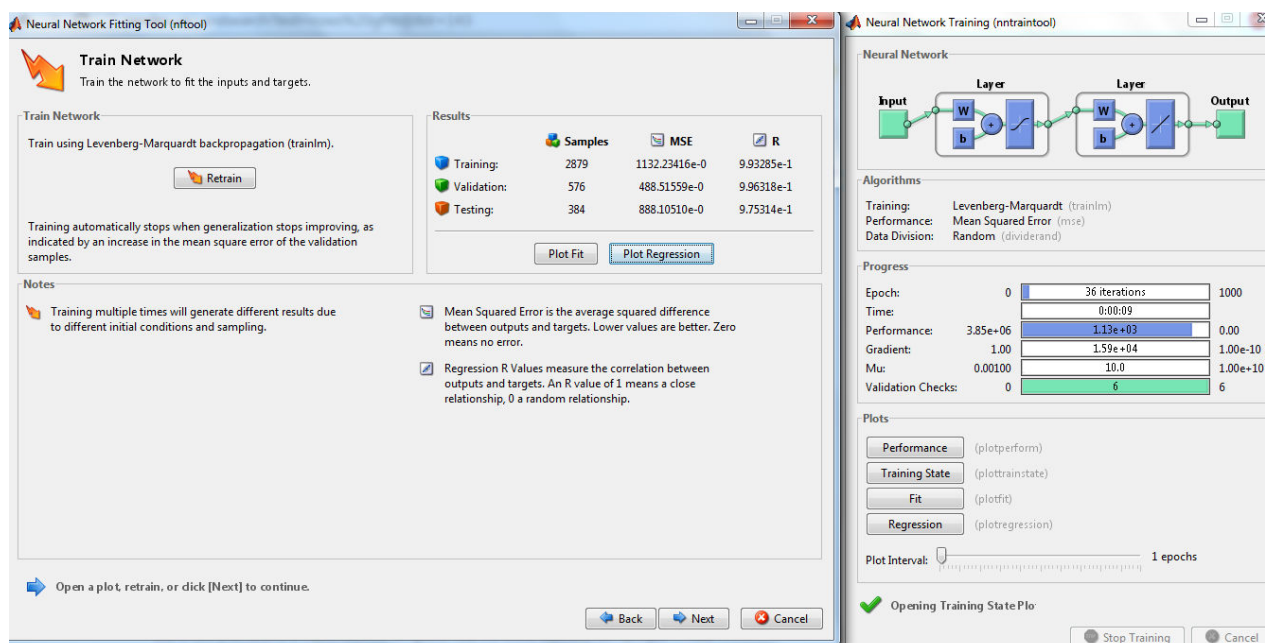 Neural Network Fitting Tool (nftool)
Train Network
Train the network to fit the inputs and targets.
Train Network
Train using Levenberg-Marquardt backpropagation (trainlm).
Retrain
Training automatically stops when generalization stops improving, as
indicated by an increase in the mean square error of the validation
samples.
Results
Samples MSE R
Training: 2879 1132.23416e-0 9.93285e-1
Validation: 576 488.51559e-0 9.96318e-1
Testing: 384 888.10510e-0 9.75314e-1
Plot Fit Plot Regression
Notes
Training multiple times will generate different results due
to different initial conditions and sampling.
Mean Squared Error is the average squared difference
between outputs and targets. Lower values are better. Zero
means no error.
Regression R Values measure the correlation between
outputs and targets. An R value of 1 means a close
relationship, 0 a random relationship.
Open a plot, retrain, or click [Next] to continue.
Back Next Cancel
Neural Network Training (nntraintool)
Neural Network
Layer Layer
Input Output
W W
+ +
b b
Algorithms
Training: Levenberg-Marquardt (trainlm)
Performance: Mean Squared Error (mse)
Data Division: Random (dividerand)
Progress
Epoch: 0 36 iterations 1000
Time: 0:00:09
Performance: 3.85e+06 1.13e+03 0.00
Gradient: 1.00 1.59e+04 1.00e-10
Mu: 0.00100 10.0 1.00e+10
Validation Checks: 0 6 6
Plots
Performance (plotperform)
Training State (plottrainstate)
Fit (plotfit)
Regression (plotregression)
Plot Interval: 1 epochs
Opening Training State Plo
Stop Training Cancel